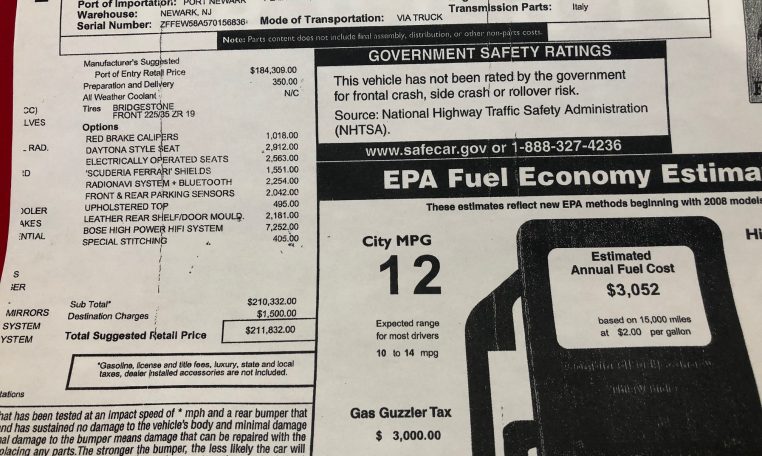 Port of Importation: PORT NEWARK
Warehouse: NEWARK, NJ
Serial Number: ZFFEW58A570156836
Mode of Transportation: VIA TRUCK
Transmission Parts: Italy
Note: Parts content does not include final assembly, distribution, or other non-parts costs.
Manufacturer's Suggested
Port of Entry Retail Price $184,309.00
Preparation and Delivery 350.00
All Weather Coolant N/C
Tires BRIDGESTONE
FRONT 225/35 ZR 19
Options
RED BRAKE CALIPERS 1,018.00
DAYTONA STYLE SEAT 2,912.00
ELECTRICALLY OPERATED SEATS 2,563.00
'SCUDERIA FERRARI' SHIELDS 1,551.00
RADIONAVI SYSTEM + BLUETOOTH 2,254.00
FRONT & REAR PARKING SENSORS 2,042.00
UPHOLSTERED TOP 495.00
LEATHER REAR SHELF/DOOR MOULD. 2,181.00
BOSE HIGH POWER HIFI SYSTEM 7,252.00
SPECIAL STITCHING 405.00
Sub Total* $210,332.00
Destination Charges $1,500.00
Total Suggested Retail Price $211,832.00
*Gasoline, license and title fees, luxury, state and local
taxes, dealer installed accessories are not included.
CC)
LVES
RAD.
OOLER
AKES
ENTIAL
S
IER
MIRRORS
SYSTEM
YSTEM
tations
hat has been tested at an impact speed of * mph and a rear bumper that
nd has sustained no damage to the vehicle's body and minimal damage
nal damage to the bumper means damage that can be repaired with the
placing any parts.The stronger the bumper, the less likely the car will
GOVERNMENT SAFETY RATINGS
This vehicle has not been rated by the government
for frontal crash, side crash or rollover risk.
Source: National Highway Traffic Safety Administration
(NHTSA).
www.safecar.gov or 1-888-327-4236
EPA Fuel Economy Estima
These estimates reflect new EPA methods beginning with 2008 models
City MPG
12
Expected range
for most drivers
10 to 14 mpg
Gas Guzzler Tax
$ 3,000.00
Estimated
Annual Fuel Cost
$3,052
based on 15,000 miles
at $2.00 per gallon
Hi